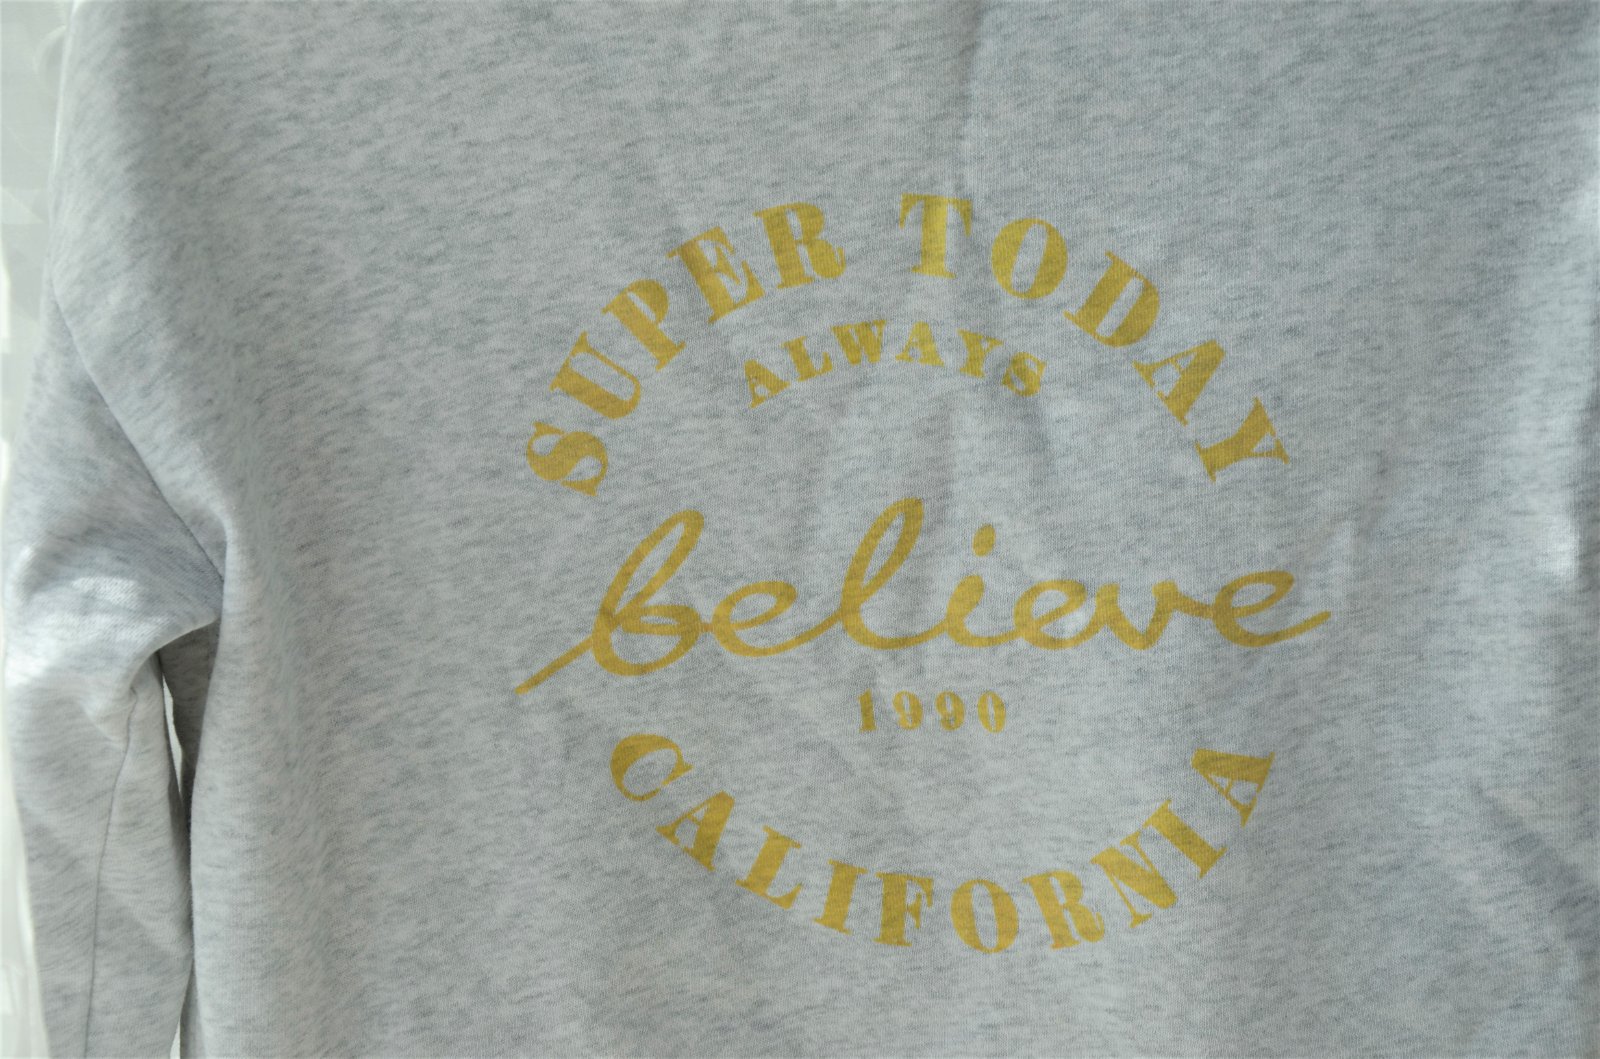 SUPER TODAY
ALWAYS
believe
1990
CALIFORNIA